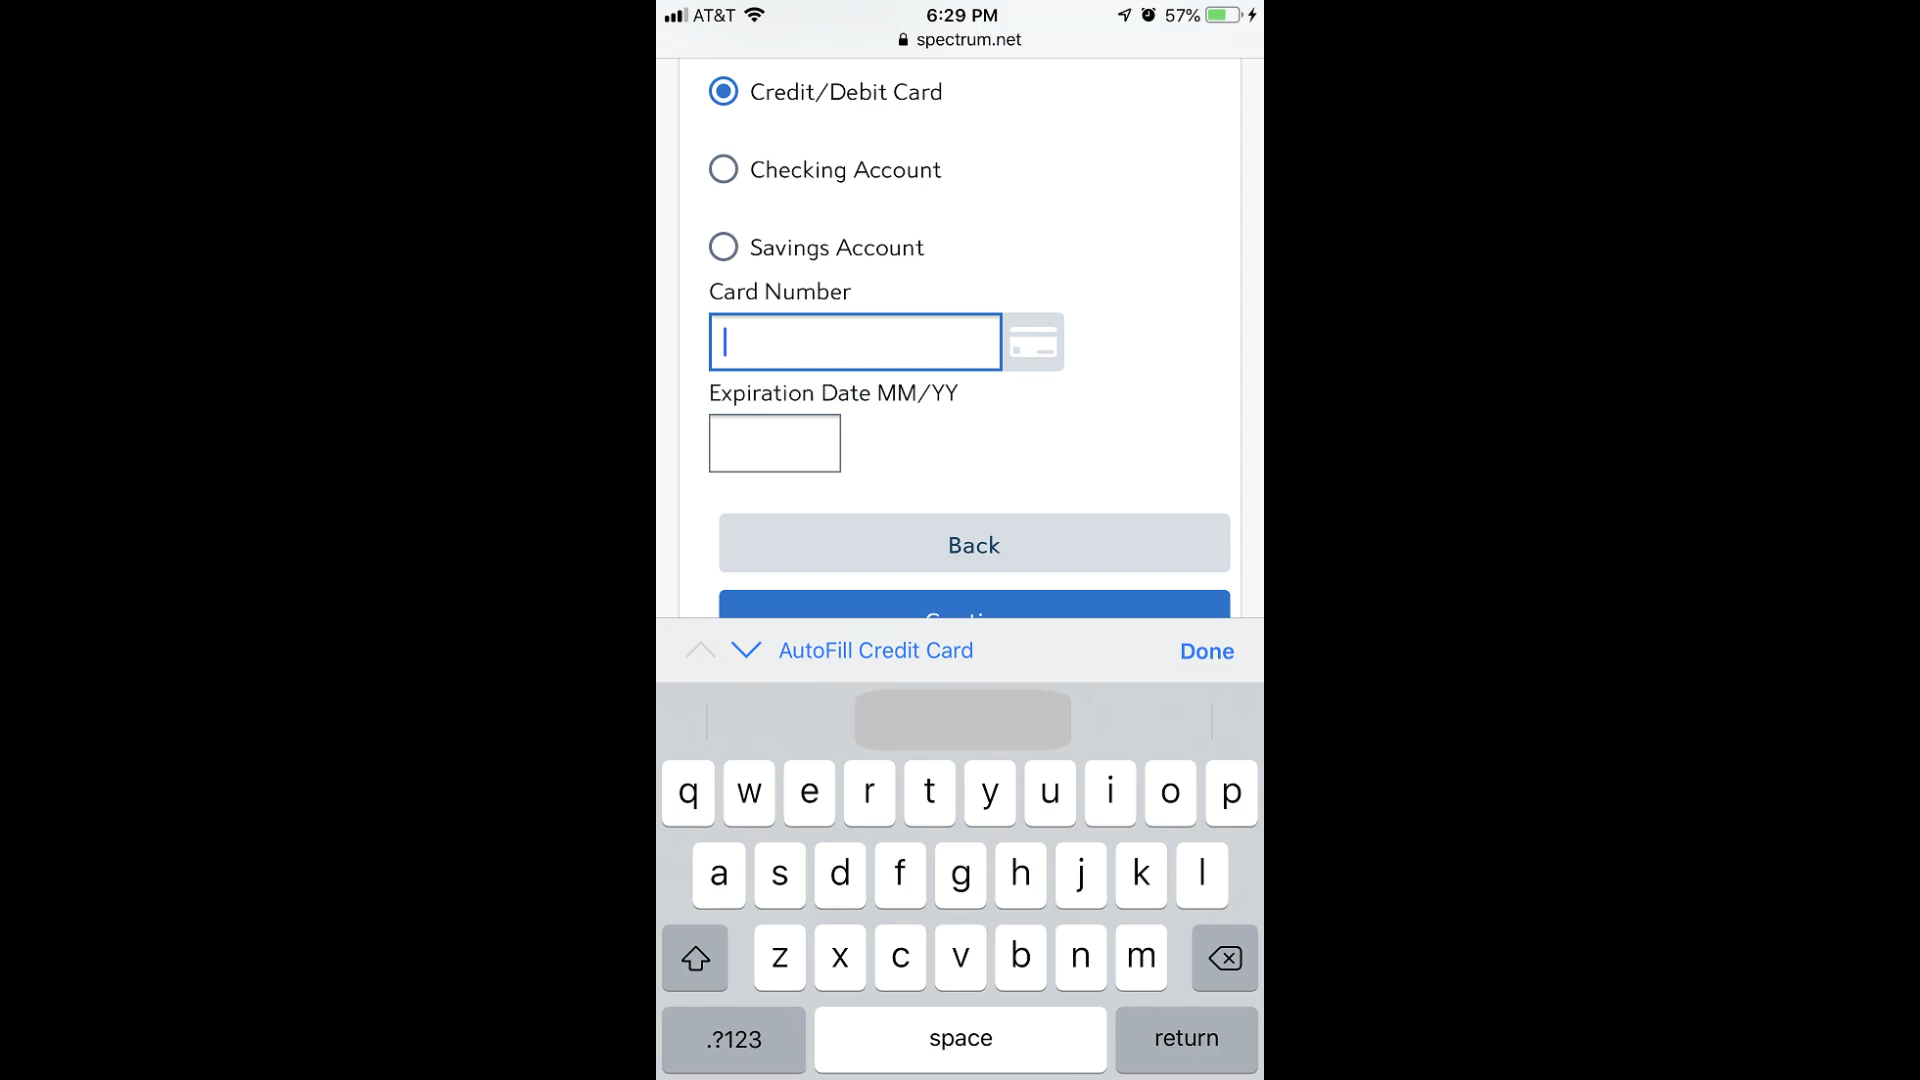 AT&T 6:29 PM 57%
spectrum.net
Credit/Debit Card
Checking Account
Savings Account
Card Number
Expiration Date MM/YY
Back
AutoFill Credit Card Done
q w e r t y u i o p
a s d f g h j k l
z x c v b n m
.?123 space return